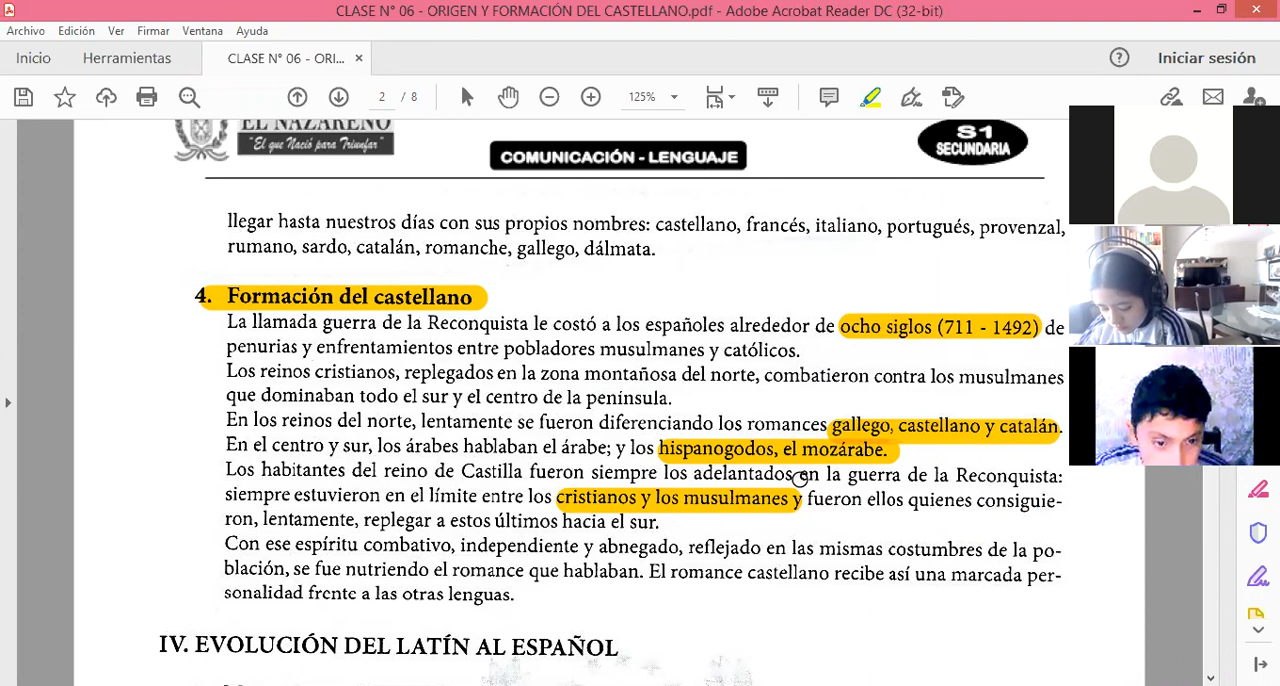 CLASE N° 06 - ORIGEN Y FORMACIÓN DEL CASTELLANO.pdf - Adobe Acrobat Reader DC (32-bit)
Archivo Edición Ver Firmar Ventana Ayuda
Inicio Herramientas CLASE N° 06 - ORI... × Iniciar sesión
2 / 8 125%
EL NAZARENO
"El que Nació para Triunfar"
COMUNICACIÓN - LENGUAJE
S1
SECUNDARIA
llegar hasta nuestros días con sus propios nombres: castellano, francés, italiano, portugués, provenzal,
rumano, sardo, catalán, romanche, gallego, dálmata.
4. Formación del castellano
La llamada guerra de la Reconquista le costó a los españoles alrededor de ocho siglos (711 - 1492) de
penurias y enfrentamientos entre pobladores musulmanes y católicos.
Los reinos cristianos, replegados en la zona montañosa del norte, combatieron contra los musulmanes
que dominaban todo el sur y el centro de la península.
En los reinos del norte, lentamente se fueron diferenciando los romances gallego, castellano y catalán.
En el centro y sur, los árabes hablaban el árabe; y los hispanogodos, el mozárabe.
Los habitantes del reino de Castilla fueron siempre los adelantados en la guerra de la Reconquista:
siempre estuvieron en el límite entre los cristianos y los musulmanes y fueron ellos quienes consiguie-
ron, lentamente, replegar a estos últimos hacia el sur.
Con ese espíritu combativo, independiente y abnegado, reflejado en las mismas costumbres de la po-
blación, se fue nutriendo el romance que hablaban. El romance castellano recibe así una marcada per-
sonalidad frente a las otras lenguas.
IV. EVOLUCIÓN DEL LATÍN AL ESPAÑOL